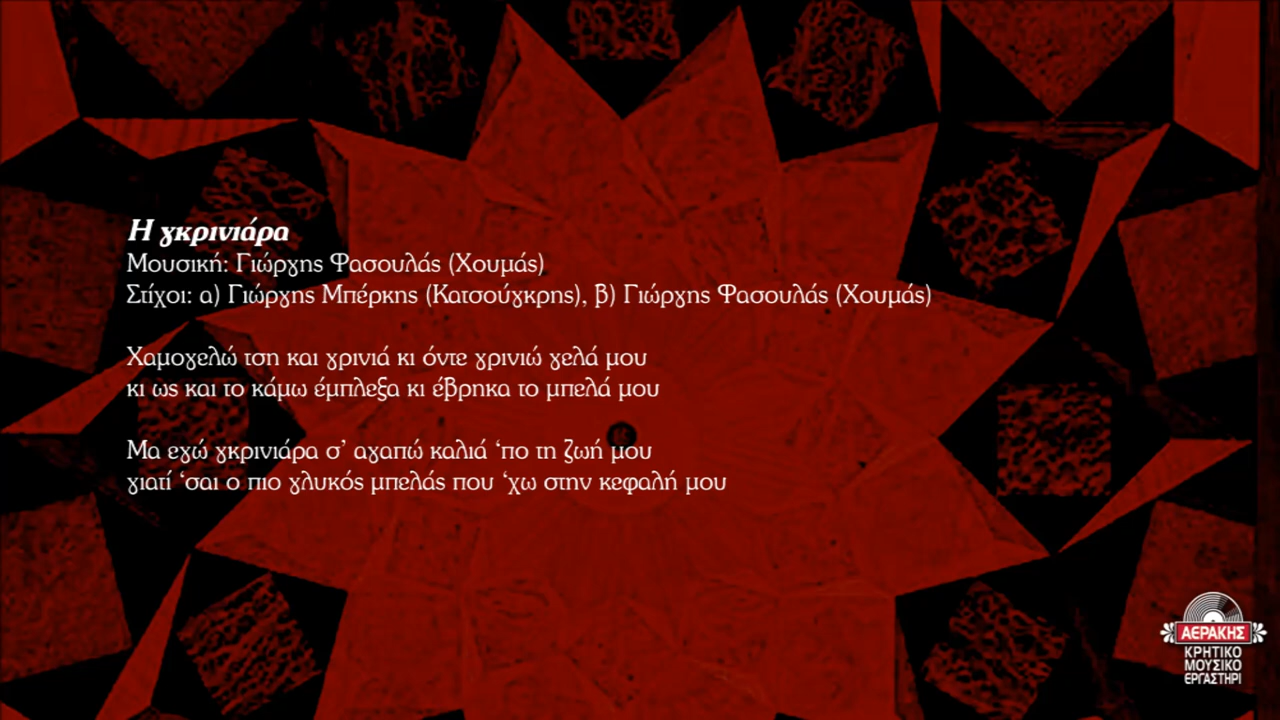 Η γκρινιάρα
Μουσική: Γιώργης Φασουλάς (Χουμάς)
Στίχοι: α) Γιώργης Μπέρκης (Κατσούγκρης), β) Γιώργης Φασουλάς (Χουμάς)
Χαμογελώ τση και γρινιά κι όντε γρινιώ γελά μου
κι ως και το κάμω έμπλεξα κι έβρηκα το μπελά μου
Μα εγώ γκρινιάρα σ’ αγαπώ καλιά ‘πο τη ζωή μου
γιατί ‘σαι ο πιο γλυκός μπελάς που ‘χω στην κεφαλή μου
ΑΕΡΑΚΗΣ
ΚΡΗΤΙΚΟ
ΜΟΥΣΙΚΟ
ΕΡΓΑΣΤΗΡΙ